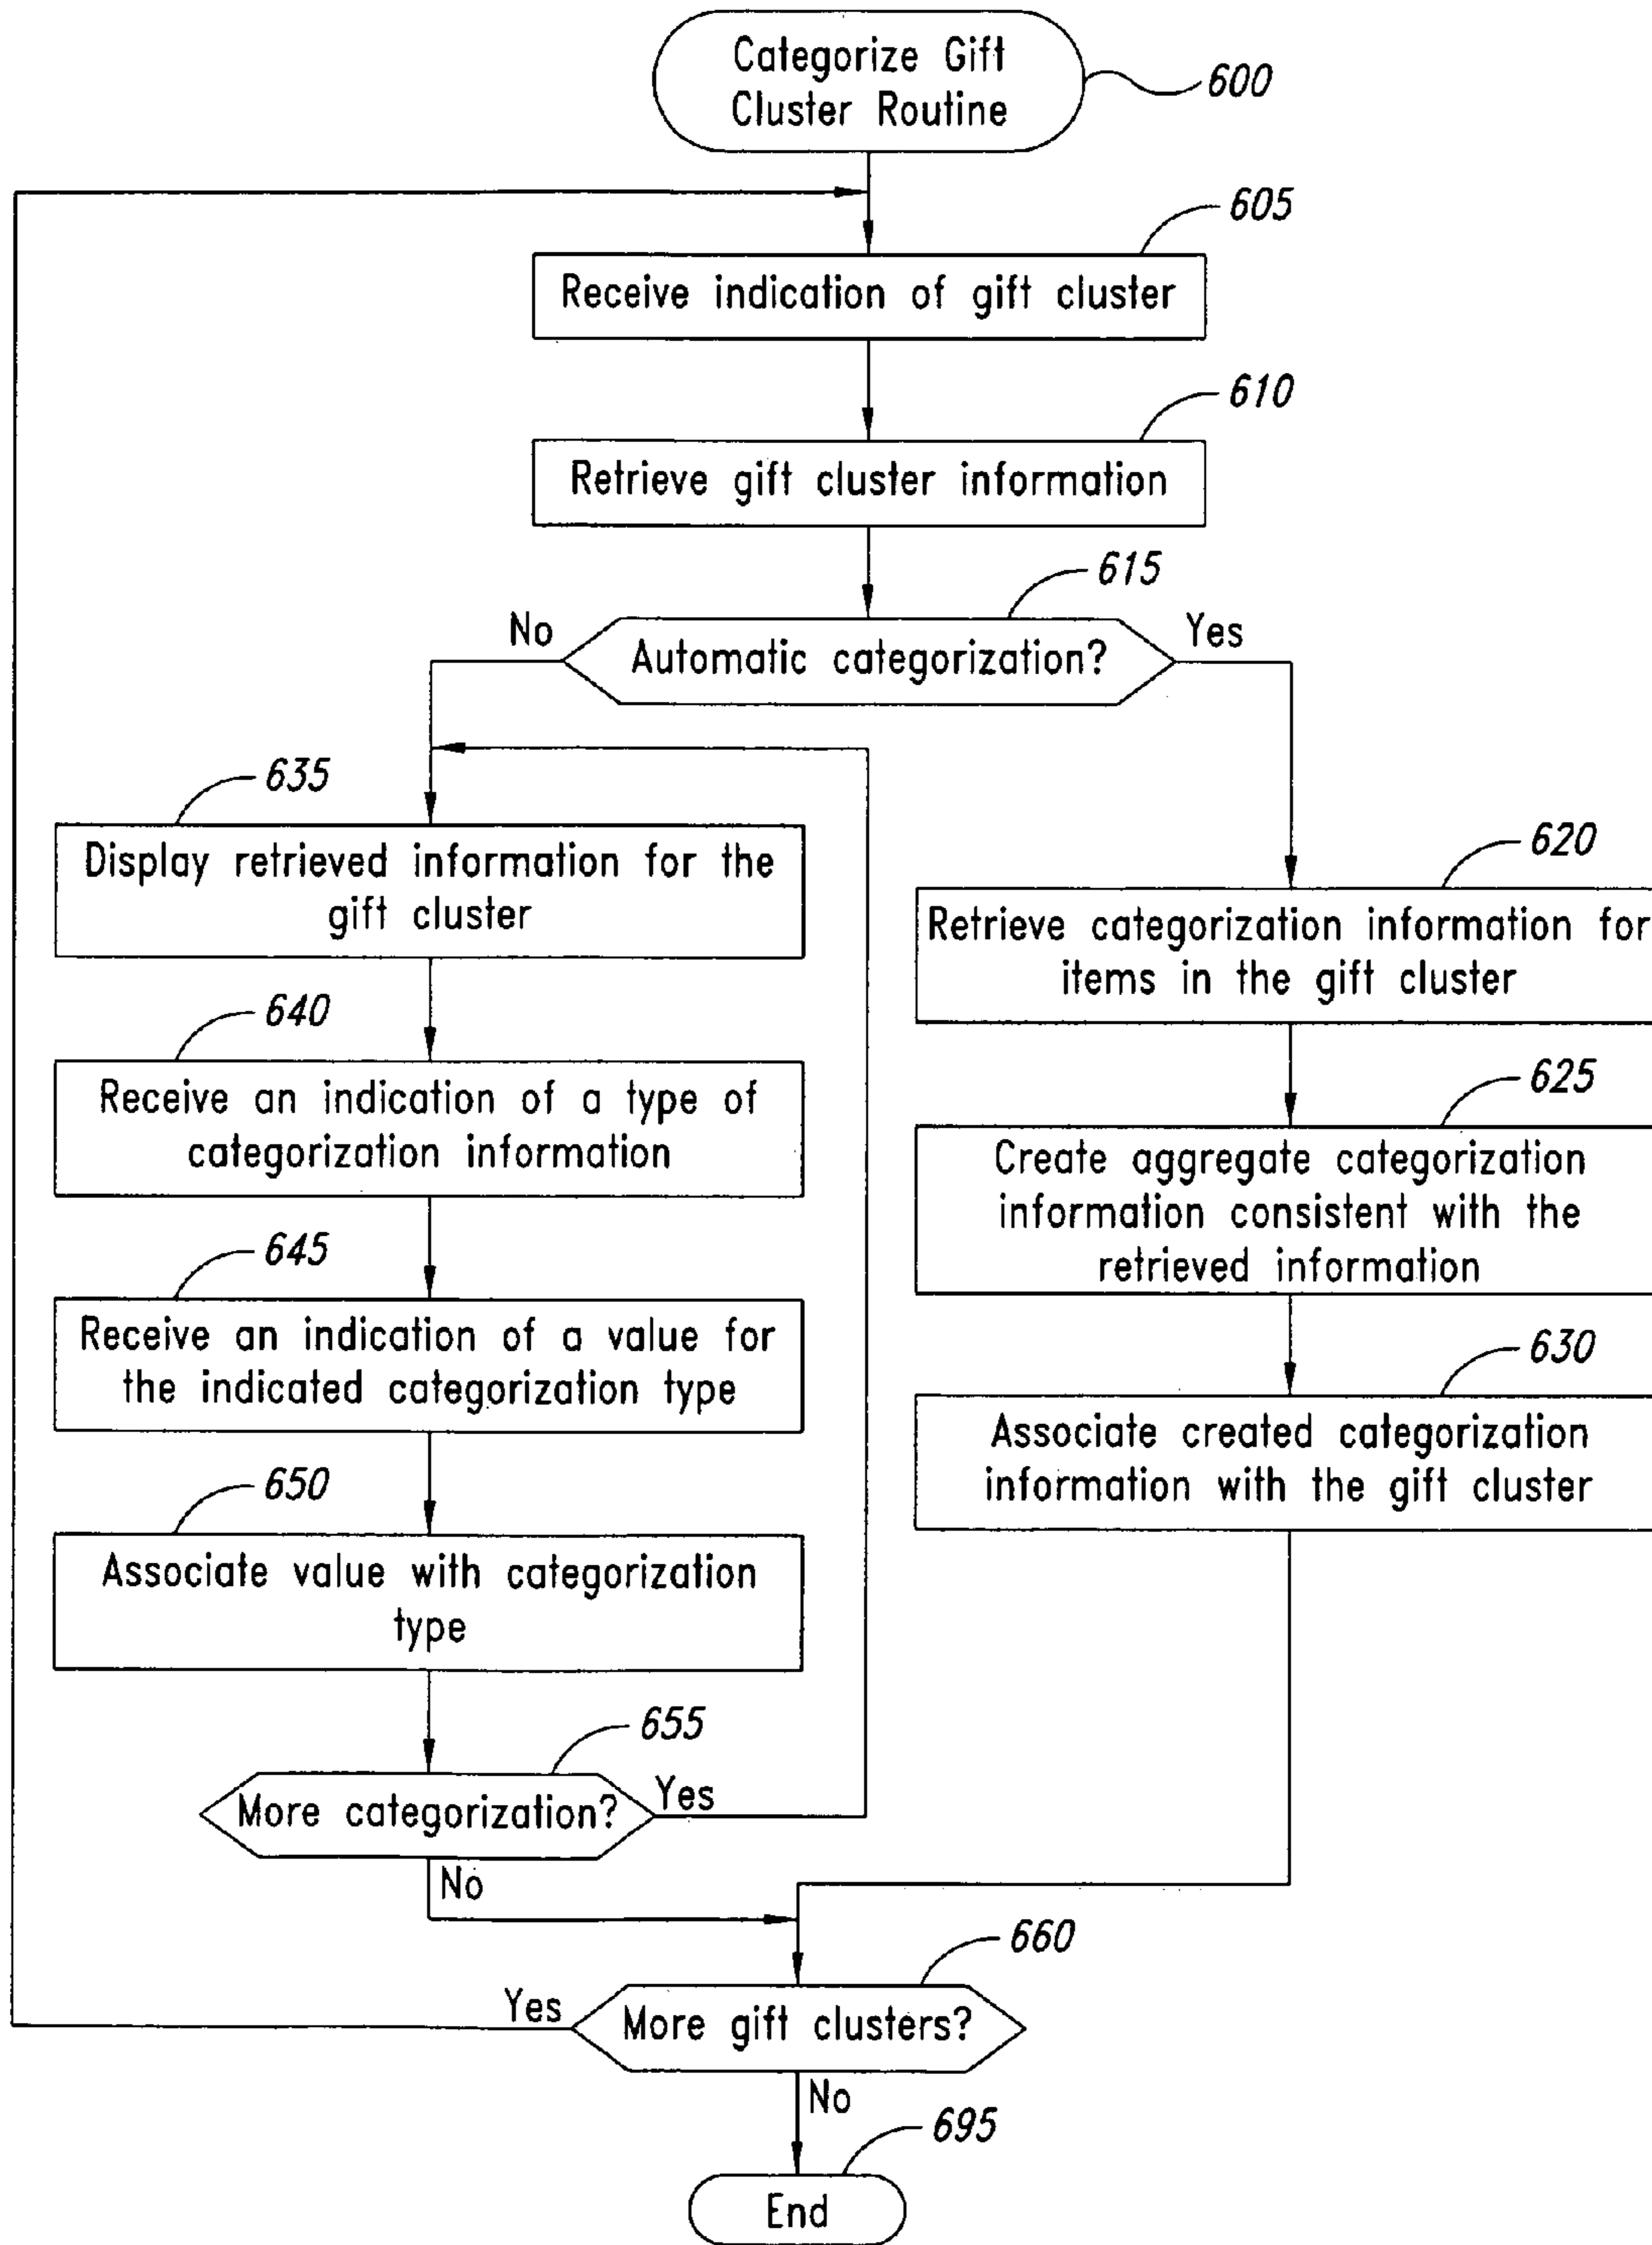 Categorize Gift
Cluster Routine
600
605
Receive indication of gift cluster
610
Retrieve gift cluster information
615
No
Automatic categorization?
Yes
635
Display retrieved information for the
gift cluster
640
Receive an indication of a type of
categorization information
645
Receive an indication of a value for
the indicated categorization type
650
Associate value with categorization
type
655
More categorization?
Yes
No
620
Retrieve categorization information for
items in the gift cluster
625
Create aggregate categorization
information consistent with the
retrieved information
630
Associate created categorization
information with the gift cluster
660
Yes
More gift clusters?
No
695
End